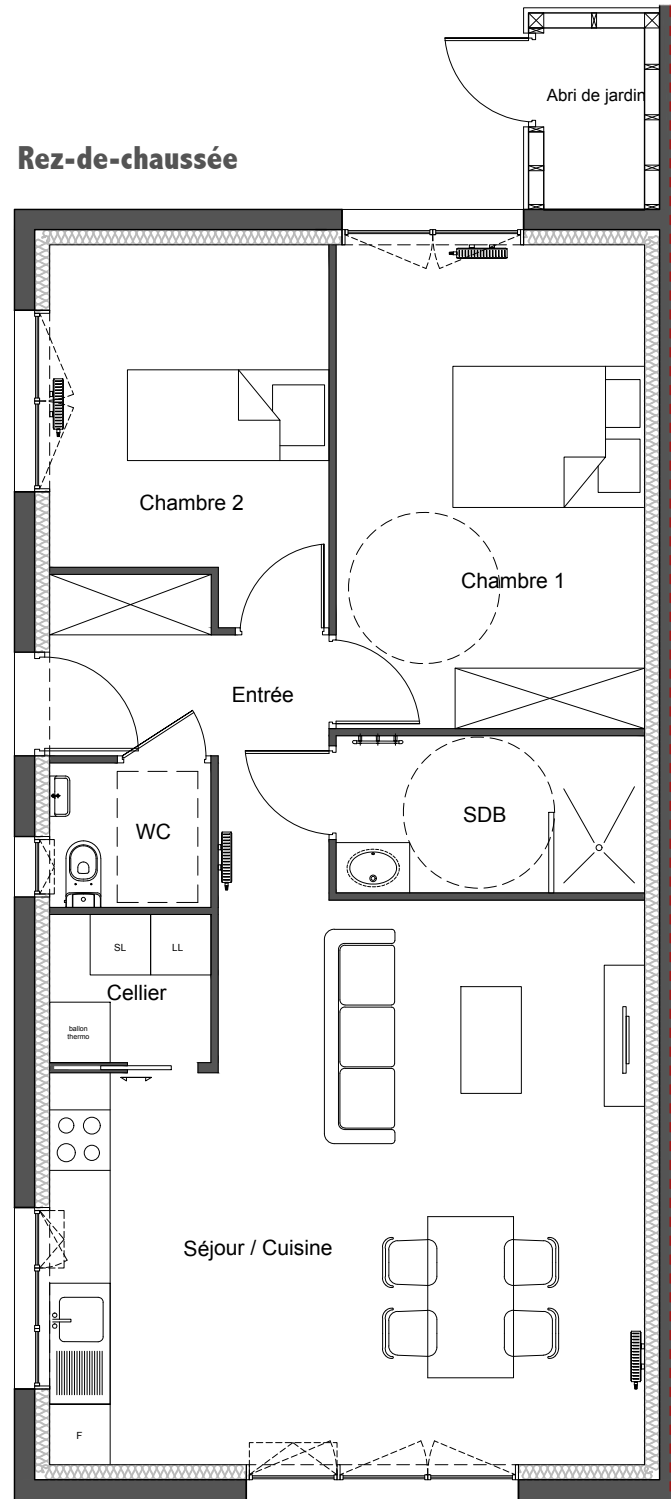 Abri de jardin
Rez-de-chaussée
Chambre 2
Chambre 1
Entrée
WC
SDB
SL
LL
Cellier
ballon
thermo
Séjour / Cuisine
F